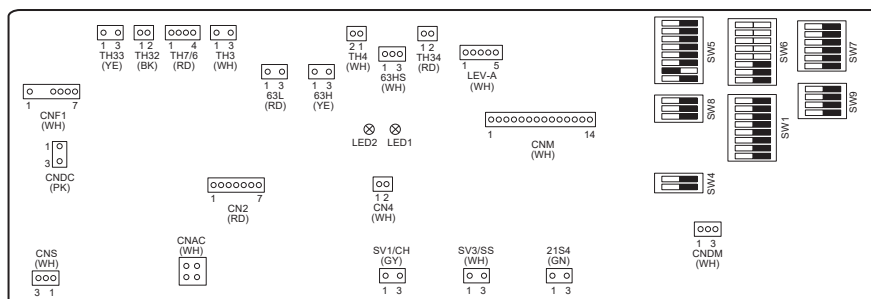 1 3
TH33
(YE)
1 2
TH32
(BK)
1 4
TH7/6
(RD)
1 3
TH3
(WH)
2 1
TH4
(WH)
1 3
63HS
(WH)
1 2
TH34
(RD)
1 5
LEV-A
(WH)
1 3
63L
(RD)
1 3
63H
(YE)
SW5
SW6
SW7
SW8
SW1
SW9
SW4
1 7
CNF1
(WH)
1
3
CNDC
(PK)
LED2
LED1
1 14
CNM
(WH)
1 7
CN2
(RD)
1 2
CN4
(WH)
1 3
CNDM
(WH)
CNS
(WH)
3 1
CNAC
(WH)
SV1/CH
(GY)
1 3
SV3/SS
(WH)
1 3
21S4
(GN)
1 3